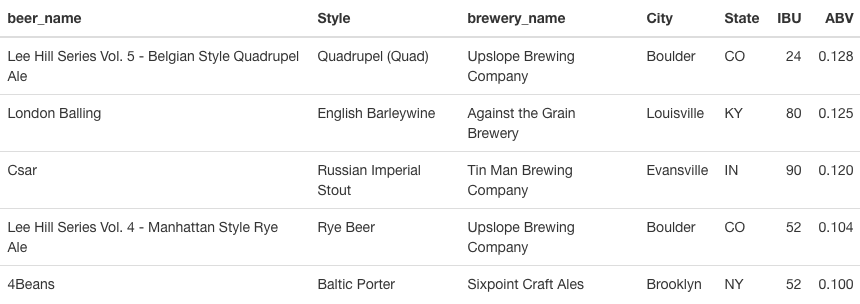 beer_name Style brewery_name City State IBU ABV
Lee Hill Series Vol. 5 - Belgian Style Quadrupel Quadrupel (Quad) Upslope Brewing Boulder CO 24 0.128
Ale Company
London Balling English Barleywine Against the Grain Louisville KY 80 0.125
Brewery
Csar Russian Imperial Tin Man Brewing Evansville IN 90 0.120
Stout Company
Lee Hill Series Vol. 4 - Manhattan Style Rye Rye Beer Upslope Brewing Boulder CO 52 0.104
Ale Company
4Beans Baltic Porter Sixpoint Craft Ales Brooklyn NY 52 0.100